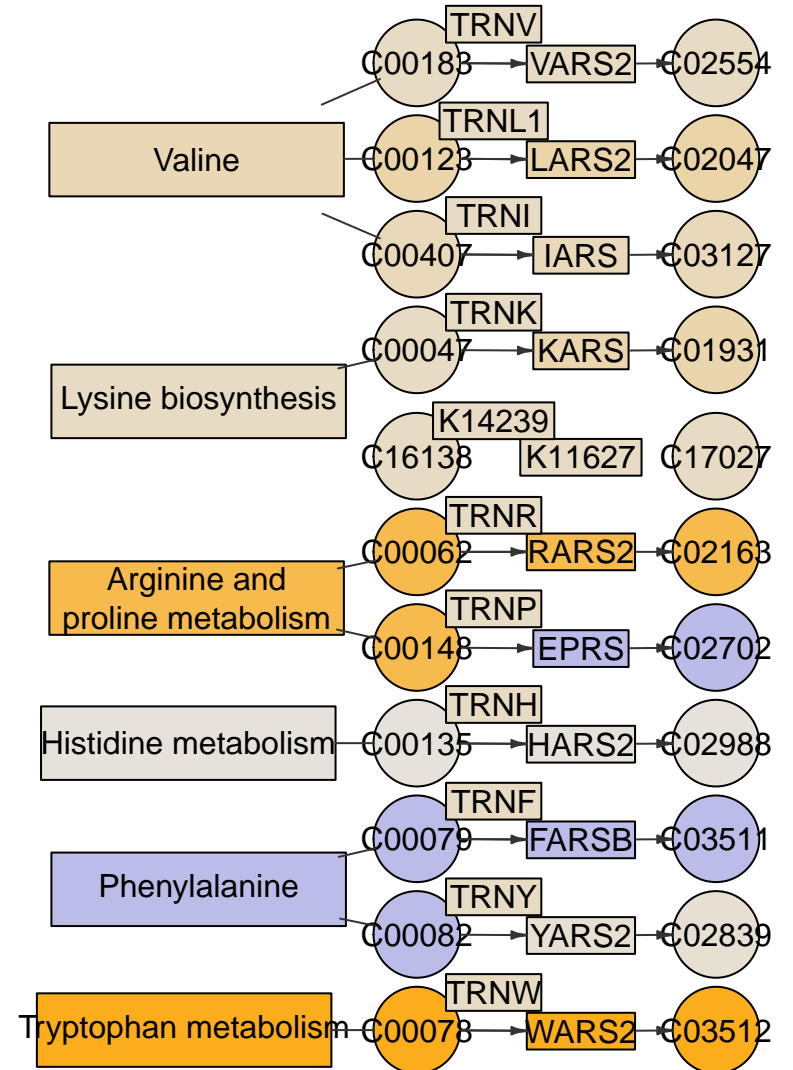 TRNV
C00183 VARS2 C02554
TRNL1
Valine C00123 LARS2 C02047
TRNI
C00407 IARS C03127
TRNK
C00047 KARS C01931
Lysine biosynthesis
K14239
C16138 K11627 C17027
TRNR
C00062 RARS2 C02163
Arginine and
proline metabolism
TRNP
C00148 EPRS C02702
TRNH
Histidine metabolism C00135 HARS2 C02988
TRNF
C00079 FARSB C03511
Phenylalanine
TRNY
C00082 YARS2 C02839
TRNW
Tryptophan metabolism C00078 WARS2 C03512